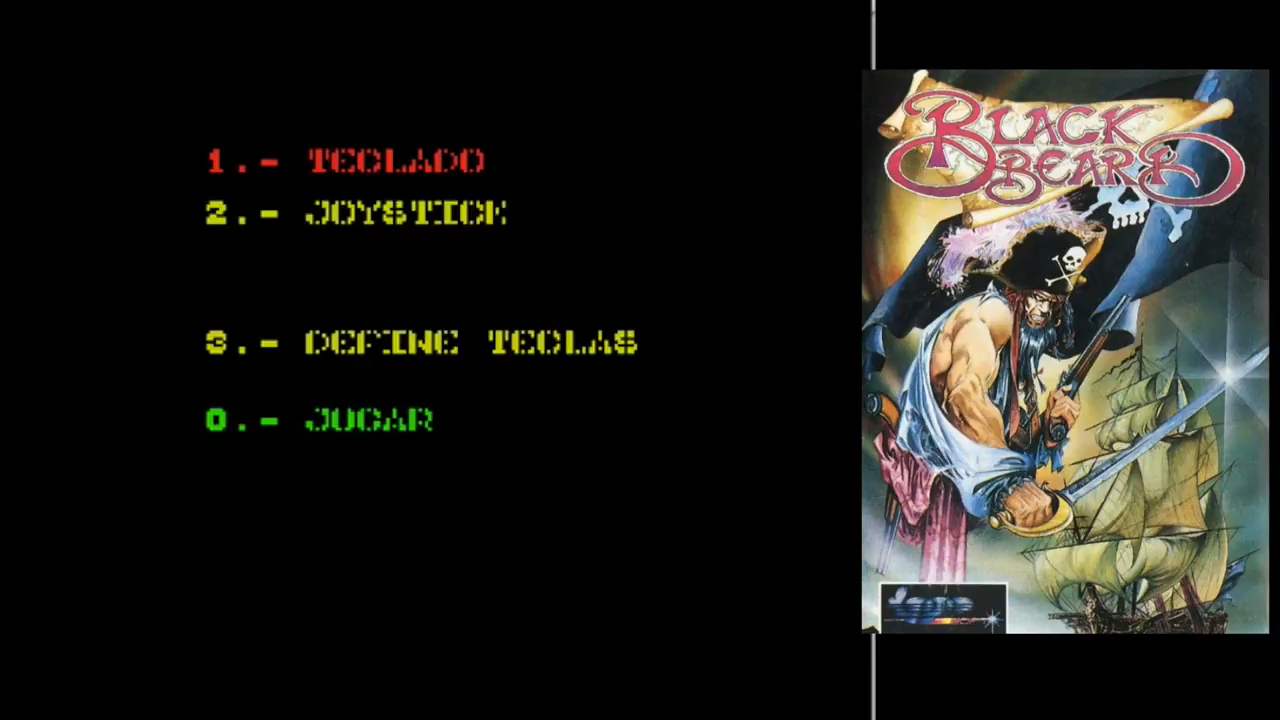 1.- TECLADO
2.- JOYSTICK
3.- DEFINE TECLAS
0.- JUGAR
BLACK
BEARD